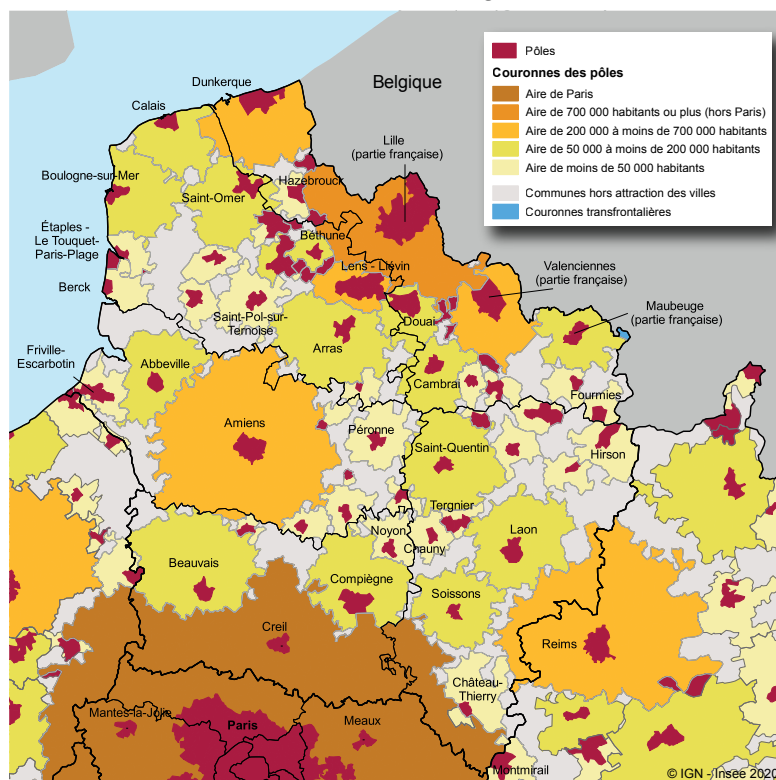 Pôles
Couronnes des pôles
Aire de Paris
Aire de 700 000 habitants ou plus (hors Paris)
Aire de 200 000 à moins de 700 000 habitants
Aire de 50 000 à moins de 200 000 habitants
Aire de moins de 50 000 habitants
Communes hors attraction des villes
Couronnes transfrontalières
Dunkerque
Belgique
Calais
Lille
(partie française)
Boulogne-sur-Mer
Hazebrouck
Saint-Omer
Étaples -
Le Touquet-
Paris-Plage
Béthune
Lens - Liévin
Valenciennes
(partie française)
Berck
Maubeuge
(partie française)
Saint-Pol-sur-
Ternoise
Douai
Arras
Friville-
Escarbotin
Abbeville
Cambrai
Fourmies
Amiens
Péronne
Saint-Quentin
Hirson
Tergnier
Noyon
Laon
Chauny
Beauvais
Compiègne
Soissons
Creil
Reims
Château-
Thierry
Mantes-la-Jolie
Paris
Meaux
Montmirail